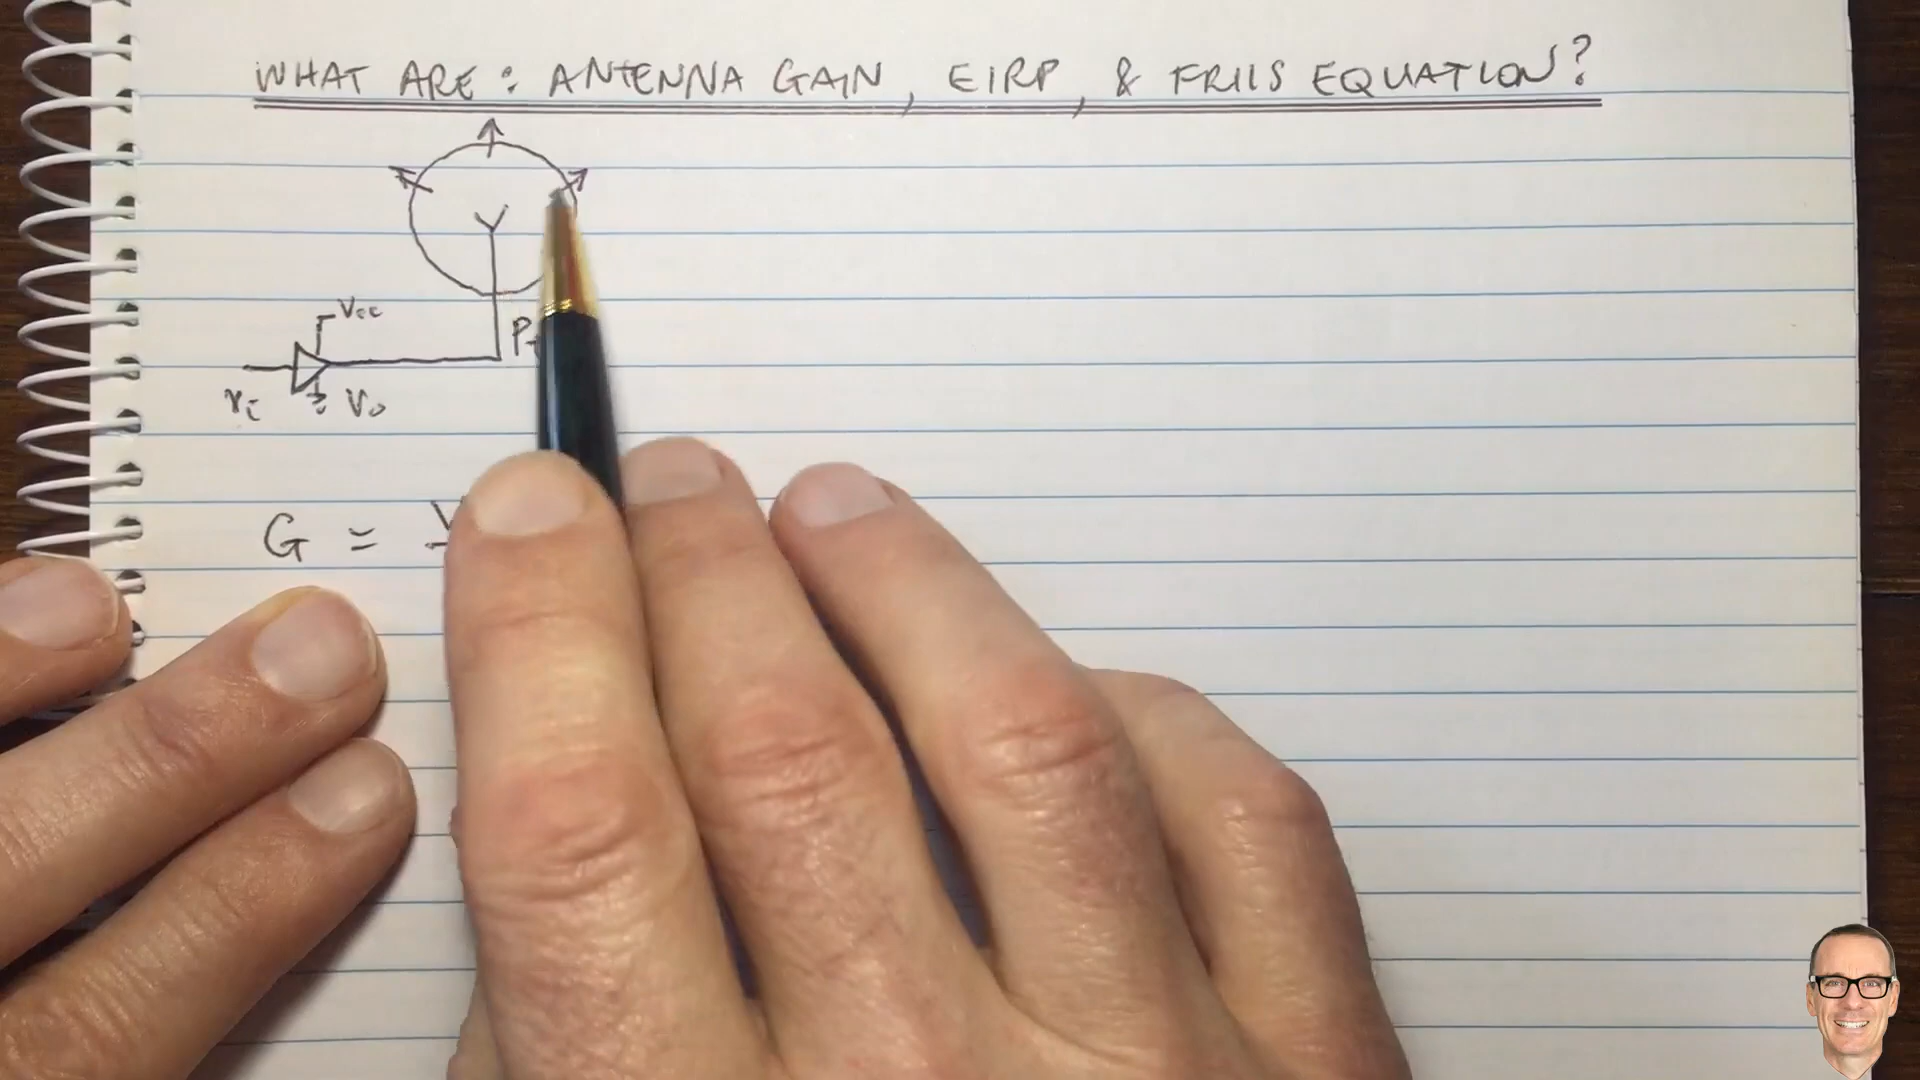 WHAT ARE : ANTENNA GAIN, EIRP, & FRIIS EQUATION?
Vcc
P
Vi
Vo
G =